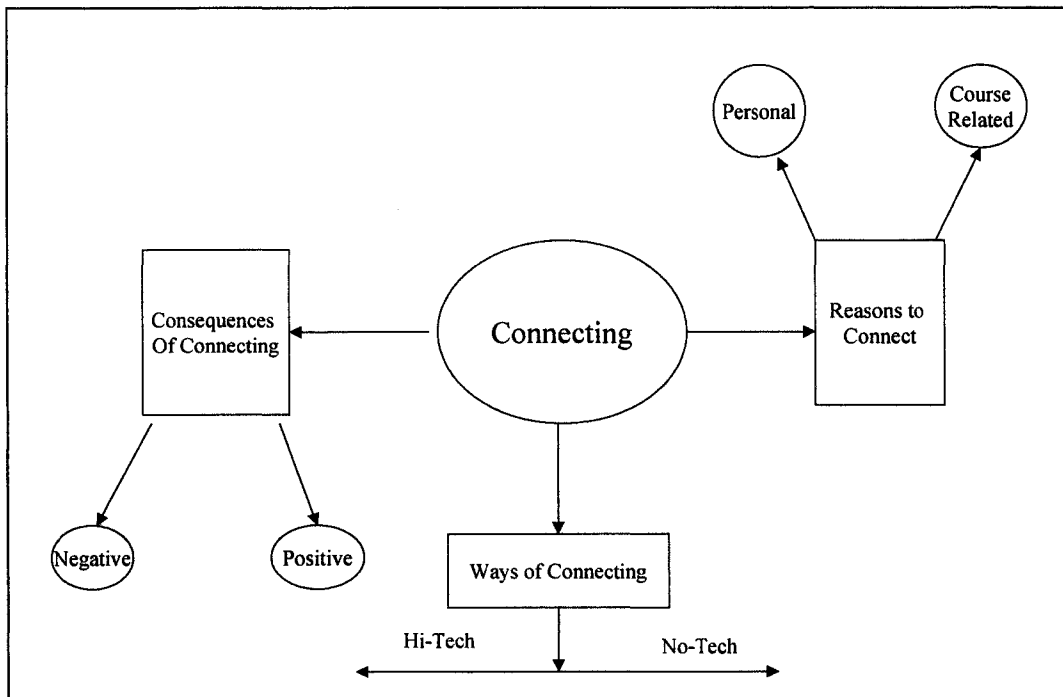 Personal
Course
Related
Consequences
Of Connecting
Connecting
Reasons to
Connect
Negative
Positive
Ways of Connecting
Hi-Tech
No-Tech